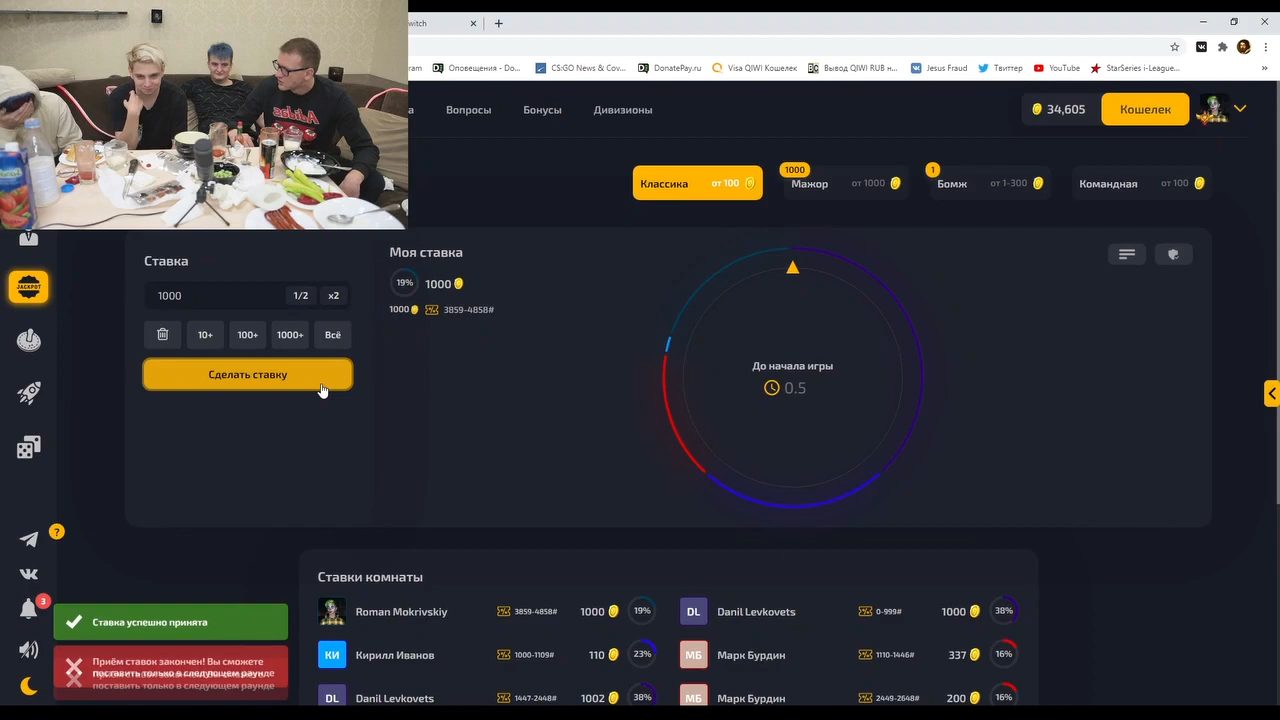 witch
ram
Оповещения - Do...
CS:GO News & Cov...
DonatePay.ru
Visa QIWI Кошелек
Вывод QIWI RUB н...
Jesus Fraud
Твиттер
YouTube
StarSeries i-League...
»
а
Вопросы
Бонусы
Дивизионы
34,605
Кошелек
Классика
от 100
1000
Мажор
от 1000
1
Бомж
от 1-300
Командная
от 100
JACKPOT
Ставка
1000
1/2
x2
10+
100+
1000+
Всё
Сделать ставку
Моя ставка
19%
1000
1000
3859-4858#
До начала игры
0.5
?
3
Ставка успешно принята
Приём ставок закончен! Вы сможете
поставить только в следующем раунде
Ставки комнаты
Roman Mokrivskiy
3859-4858#
1000
19%
DL
Danil Levkovets
0-999#
1000
38%
КИ
Кирилл Иванов
1000-1109#
110
23%
МБ
Марк Бурдин
1110-1446#
337
16%
DL
Danil Levkovets
1447-2448#
1002
38%
МБ
Марк Бурдин
2449-2648#
200
16%